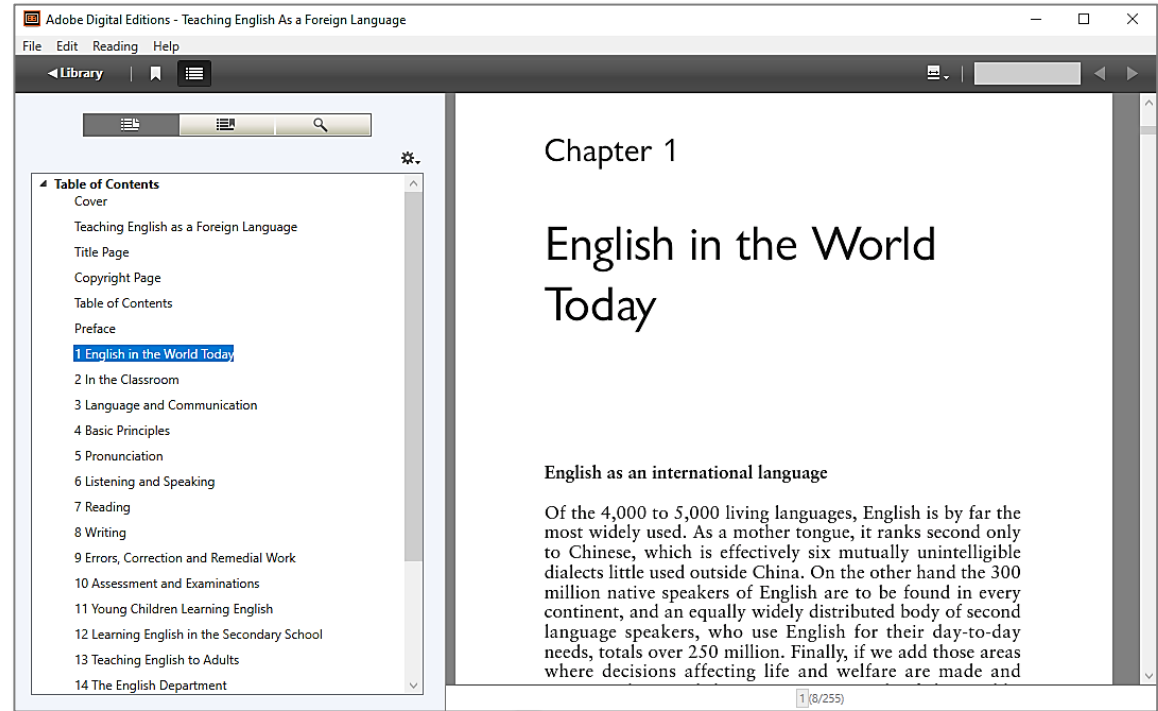 Adobe Digital Editions - Teaching English As a Foreign Language
File Edit Reading Help
Library
Table of Contents
Cover
Teaching English as a Foreign Language
Title Page
Copyright Page
Table of Contents
Preface
1 English in the World Today
2 In the Classroom
3 Language and Communication
4 Basic Principles
5 Pronunciation
6 Listening and Speaking
7 Reading
8 Writing
9 Errors, Correction and Remedial Work
10 Assessment and Examinations
11 Young Children Learning English
12 Learning English in the Secondary School
13 Teaching English to Adults
14 The English Department
Chapter 1
English in the World
Today
English as an international language
Of the 4,000 to 5,000 living languages, English is by far the
most widely used. As a mother tongue, it ranks second only
to Chinese, which is effectively six mutually unintelligible
dialects little used outside China. On the other hand the 300
million native speakers of English are to be found in every
continent, and an equally widely distributed body of second
language speakers, who use English for their day-to-day
needs, totals over 250 million. Finally, if we add those areas
where decisions affecting life and welfare are made and
1 (8/255)